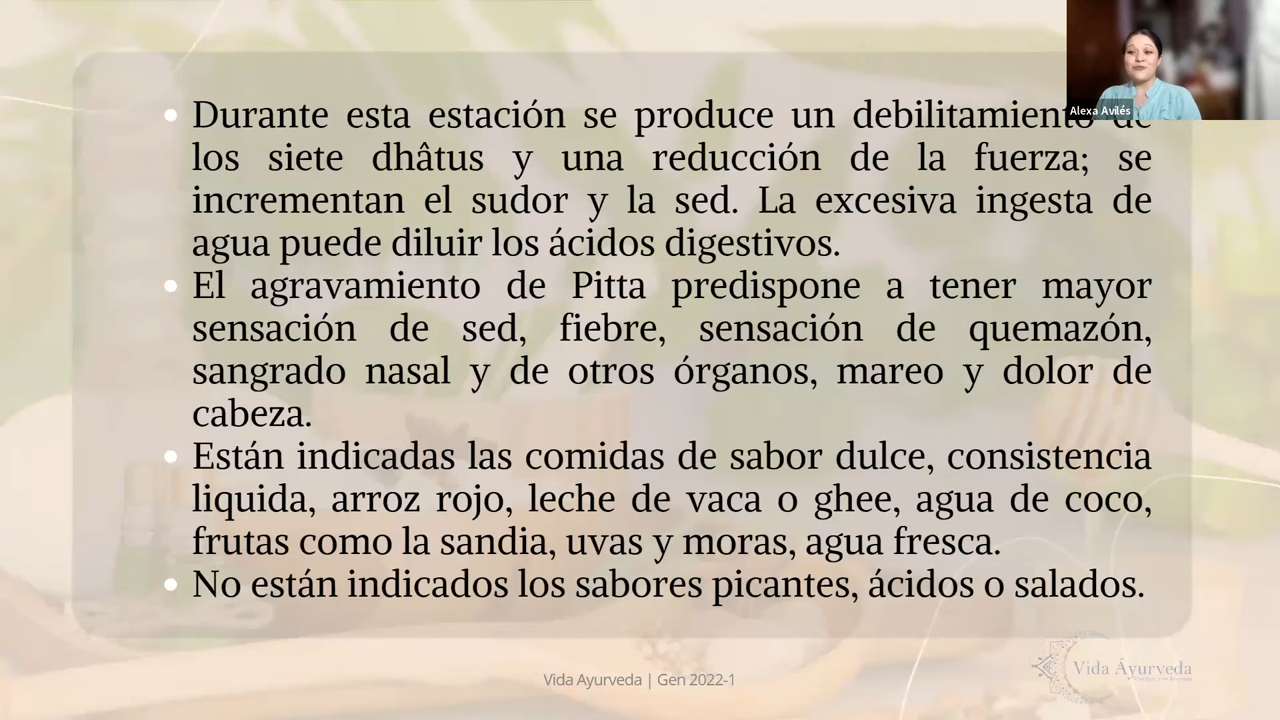 Durante esta estación se produce un debilitamiento de
los siete dhâtus y una reducción de la fuerza; se
incrementan el sudor y la sed. La excesiva ingesta de
agua puede diluir los ácidos digestivos.
El agravamiento de Pitta predispone a tener mayor
sensación de sed, fiebre, sensación de quemazón,
sangrado nasal y de otros órganos, mareo y dolor de
cabeza.
Están indicadas las comidas de sabor dulce, consistencia
liquida, arroz rojo, leche de vaca o ghee, agua de coco,
frutas como la sandia, uvas y moras, agua fresca.
No están indicados los sabores picantes, ácidos o salados.
Alexa Avilés
Vida Ayurveda | Gen 2022-1
Vida Áyurveda